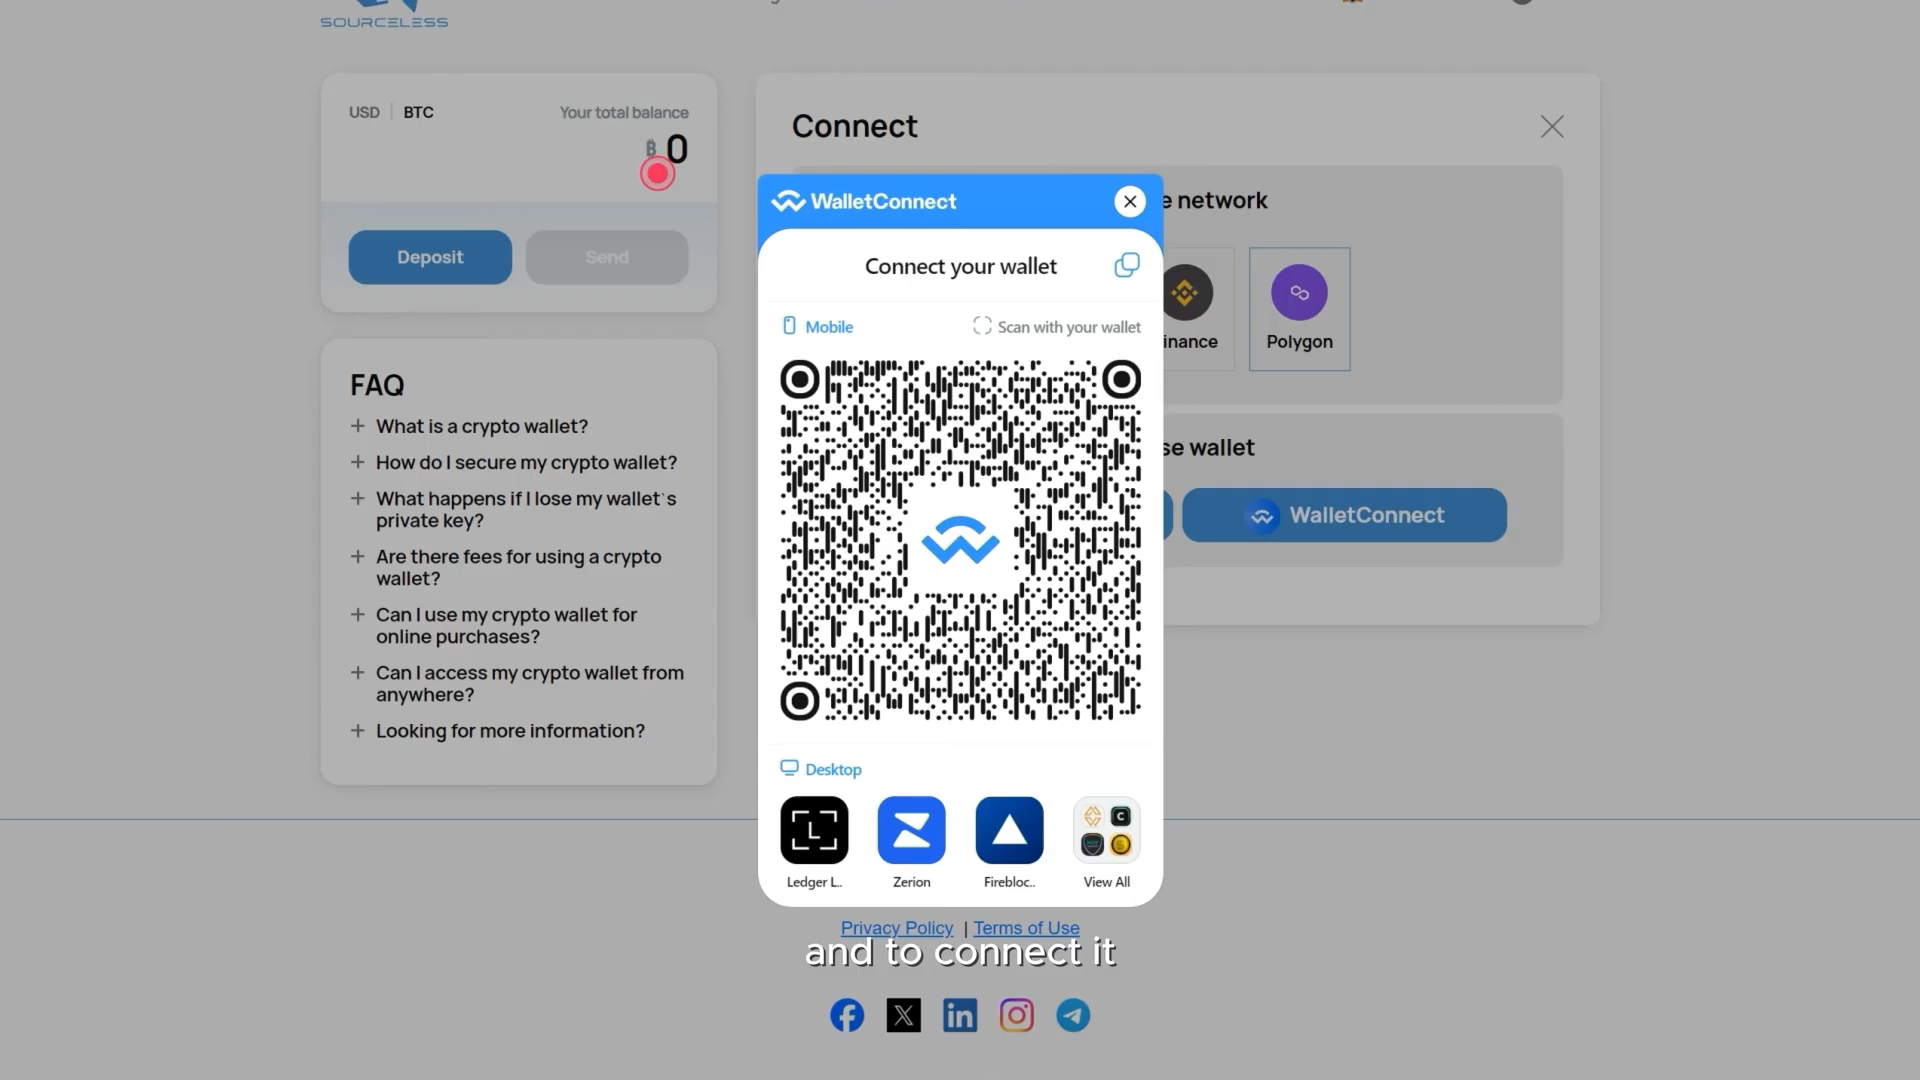 SOURCELESS
USD
BTC
Your total balance
0
Deposit
Send
FAQ
What is a crypto wallet?
How do I secure my crypto wallet?
What happens if I lose my wallet`s
private key?
Are there fees for using a crypto
wallet?
Can I use my crypto wallet for
online purchases?
Can I access my crypto wallet from
anywhere?
Looking for more information?
Connect
e network
inance
Polygon
se wallet
WalletConnect
WalletConnect
Connect your wallet
Mobile
Scan with your wallet
Desktop
Ledger L..
Zerion
Firebloc..
View All
Privacy Policy | Terms of Use
and to connect it